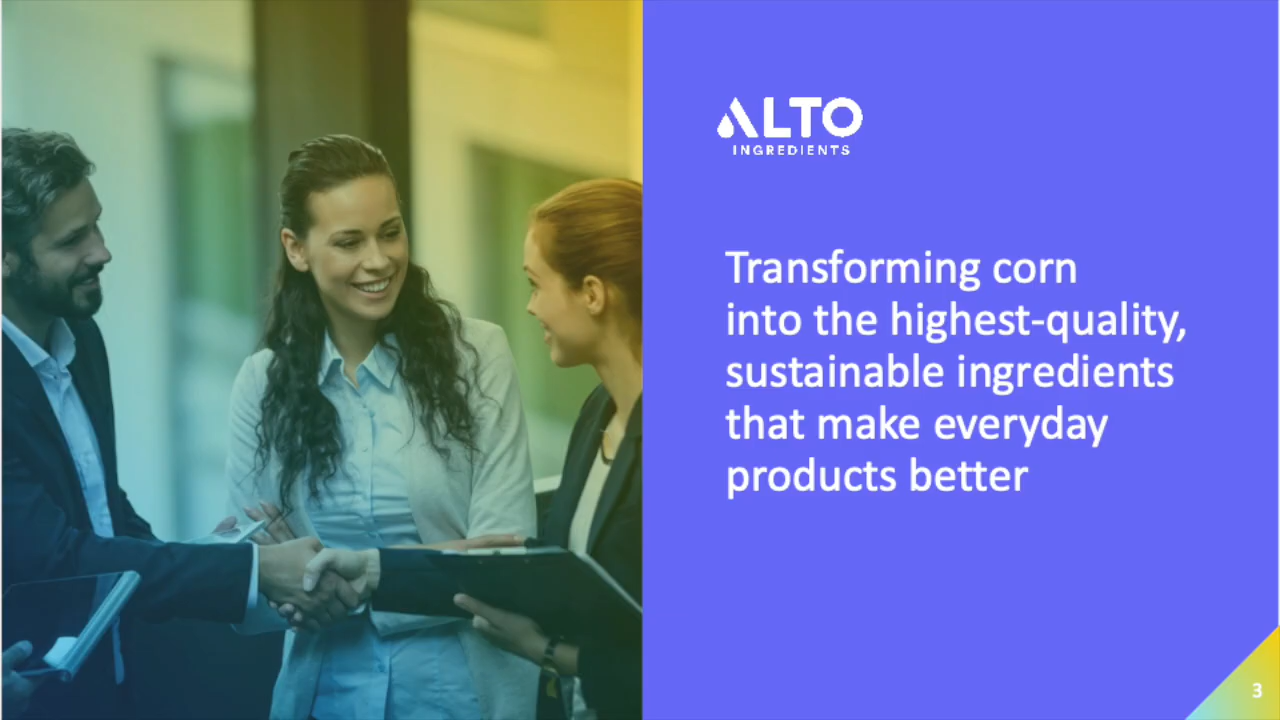 ALTO
INGREDIENTS
Transforming corn
into the highest-quality,
sustainable ingredients
that make everyday
products better
3